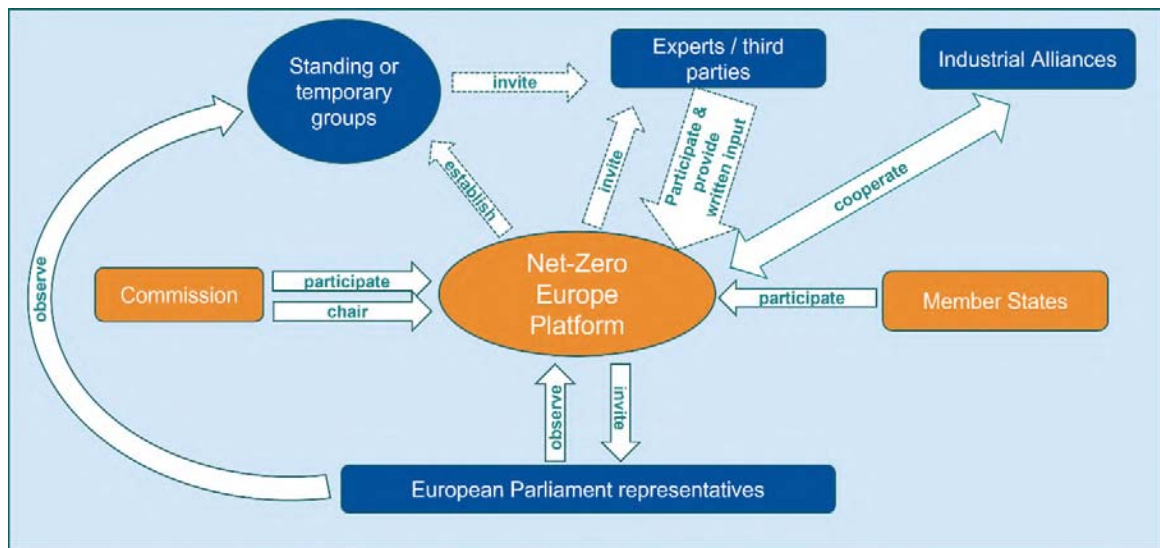 Standing or
temporary
groups
invite
Experts / third
parties
Industrial Alliances
establish
invite
Participate &
provide
written input
cooperate
observe
Commission
participate
chair
Net-Zero
Europe
Platform
participate
Member States
observe
invite
European Parliament representatives